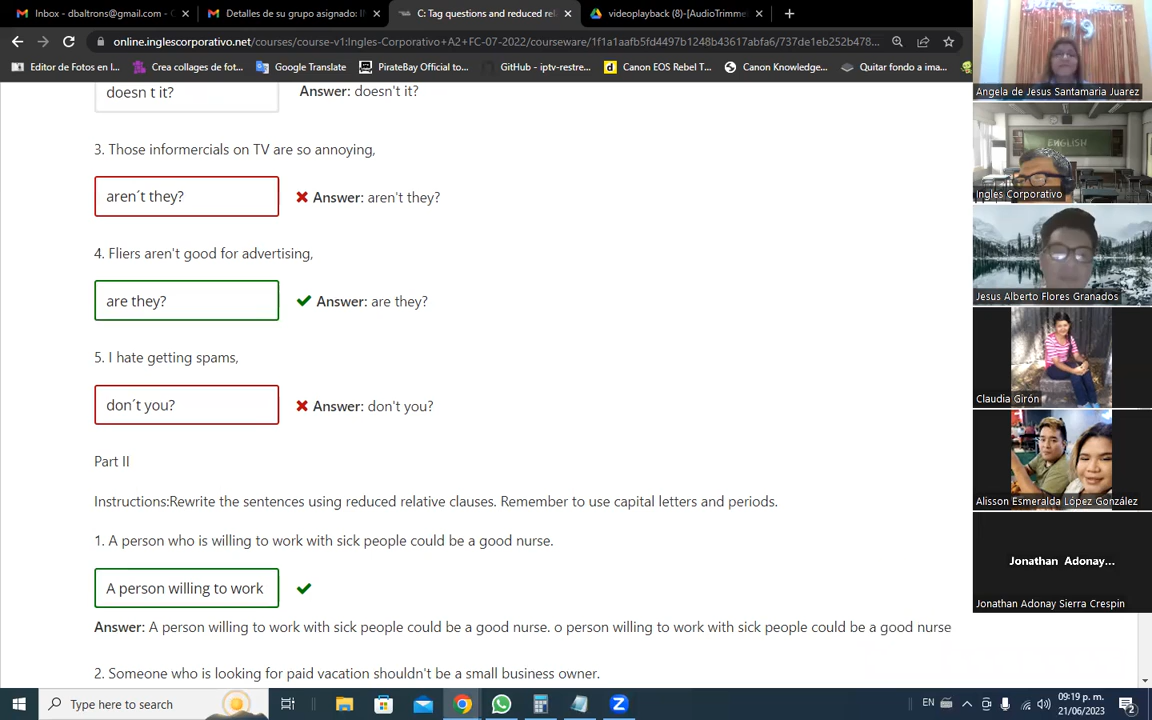 Inbox - dbaltrons@gmail.com - C
Detalles de su grupo asignado: I
C: Tag questions and reduced rel
videoplayback (8)-[AudioTrimme
online.inglescorporativo.net/courses/course-v1:Ingles-Corporativo+A2+FC-07-2022/courseware/1f1a1aafb5fd4497b1248b43617abfa6/737de1eb252b478...
Editor de Fotos en l...
Crea collages de fot...
Google Translate
PirateBay Official to...
GitHub - iptv-restre...
Canon EOS Rebel T...
Canon Knowledge...
Quitar fondo a ima...
doesn t it?
Answer: doesn't it?
3. Those informercials on TV are so annoying,
aren´t they?
Answer: aren't they?
4. Fliers aren't good for advertising,
are they?
Answer: are they?
5. I hate getting spams,
don´t you?
Answer: don't you?
Part II
Instructions:Rewrite the sentences using reduced relative clauses. Remember to use capital letters and periods.
1. A person who is willing to work with sick people could be a good nurse.
A person willing to work
Answer: A person willing to work with sick people could be a good nurse. o person willing to work with sick people could be a good nurse
2. Someone who is looking for paid vacation shouldn't be a small business owner.
Angela de Jesus Santamaria Juarez
ENGLISH
Ingles Corporativo
Jesus Alberto Flores Granados
Claudia Girón
Alisson Esmeralda López González
Jonathan Adonay...
Jonathan Adonay Sierra Crespin
Type here to search
EN
09:19 p. m.
21/06/2023
2